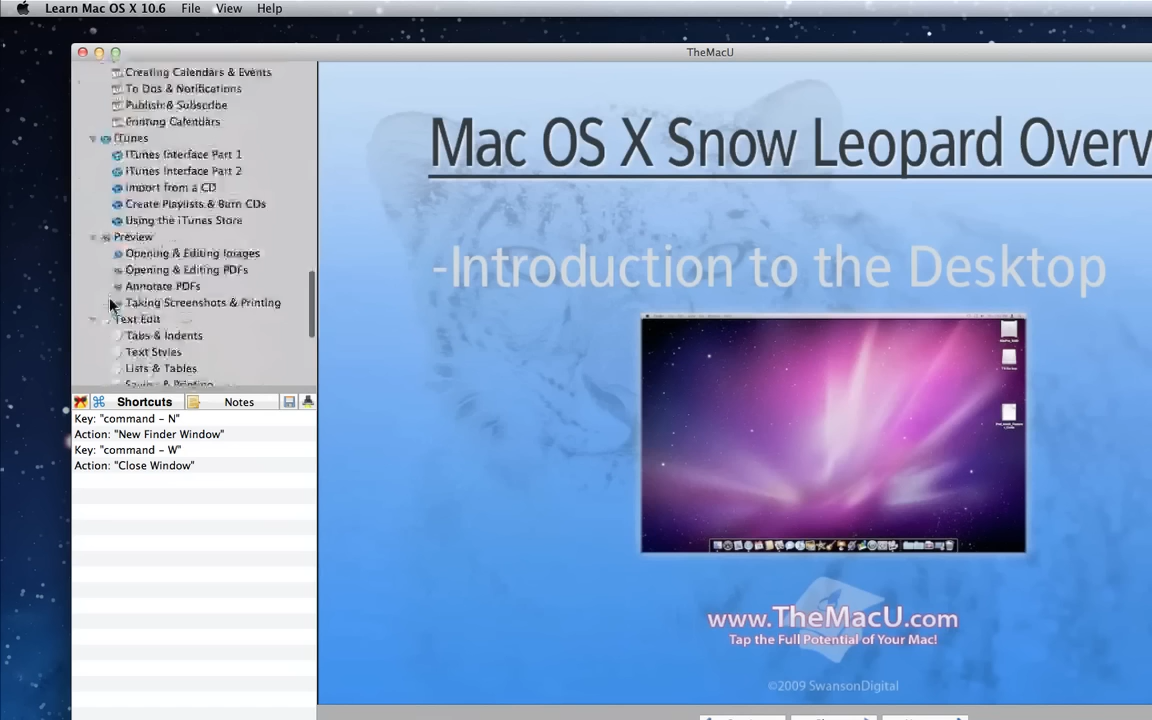 Learn Mac OS X 10.6 File View Help
TheMacU
Creating Calendars & Events
To Dos & Notifications
Publish & Subscribe
Printing Calendars
iTunes
iTunes Interface Part 1
iTunes Interface Part 2
Import from a CD
Create Playlists & Burn CDs
Using the iTunes Store
Preview
Opening & Editing Images
Opening & Editing PDFs
Annotate PDFs
Taking Screenshots & Printing
Text Edit
Tabs & Indents
Text Styles
Lists & Tables
& Printing
Shortcuts Notes
Key: "command - N"
Action: "New Finder Window"
Key: "command - W"
Action: "Close Window"
Mac OS X Snow Leopard Overv
-Introduction to the Desktop
www.TheMacU.com
Tap the Full Potential of Your Mac!
©2009 SwansonDigital